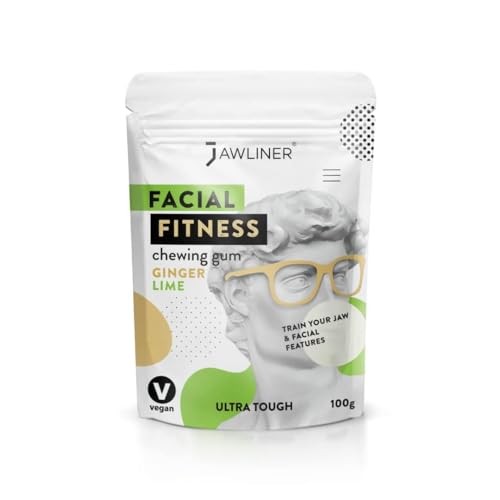 JAWLINER®
FACIAL
FITNESS
chewing gum
GINGER
LIME
TRAIN YOUR JAW
& FACIAL
FEATURES
V
vegan
ULTRA TOUGH
100g